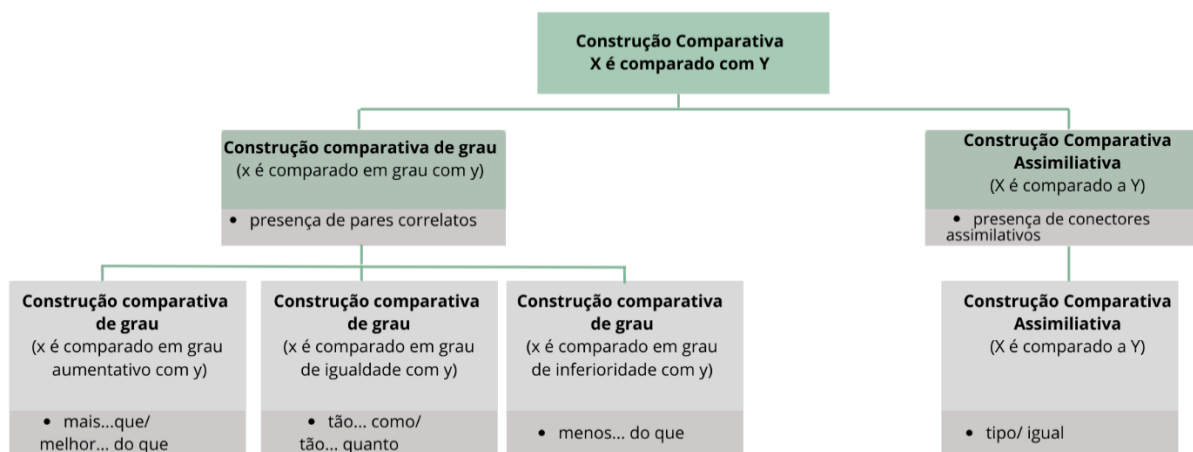 Construção Comparativa
X é comparado com Y
Construção comparativa de grau
(x é comparado em grau com y)
• presença de pares correlatos
Construção Comparativa
Assimiliativa
(X é comparado a Y)
• presença de conectores
assimilativos
Construção comparativa
de grau
(x é comparado em grau
aumentativo com y)
• mais...que/
melhor... do que
Construção comparativa
de grau
(x é comparado em grau
de igualdade com y)
• tão... como/
tão... quanto
Construção comparativa
de grau
(x é comparado em grau
de inferioridade com y)
• menos... do que
Construção Comparativa
Assimiliativa
(X é comparado a Y)
• tipo/ igual